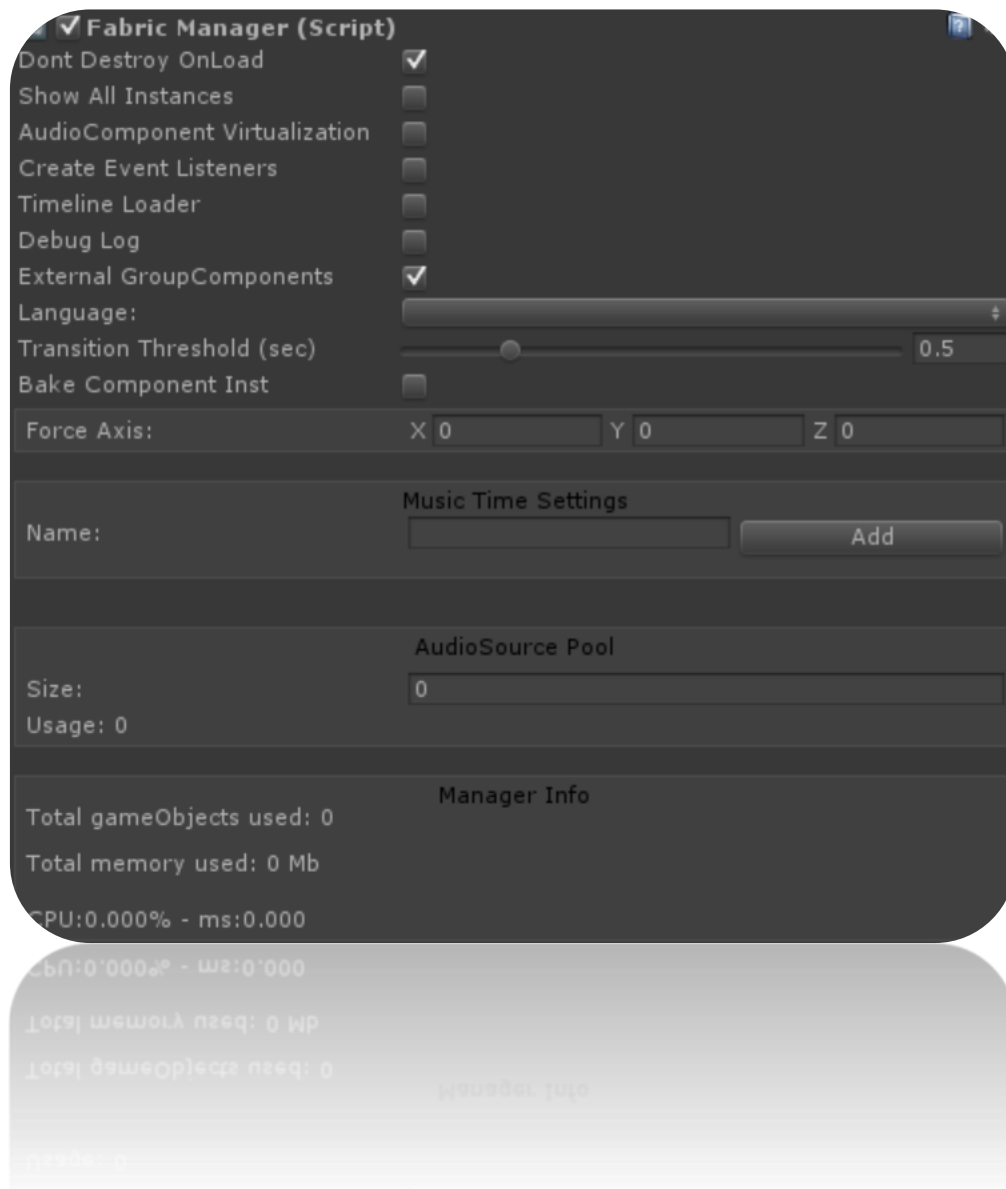 Fabric Manager (Script)
Dont Destroy OnLoad
Show All Instances
AudioComponent Virtualization
Create Event Listeners
Timeline Loader
Debug Log
External GroupComponents
Language:
Transition Threshold (sec) 0.5
Bake Component Inst
Force Axis: X 0 Y 0 Z 0
Music Time Settings
Name: Add
AudioSource Pool
Size: 0
Usage: 0
Manager Info
Total gameObjects used: 0
Total memory used: 0 Mb
CPU:0.000% - ms:0.000